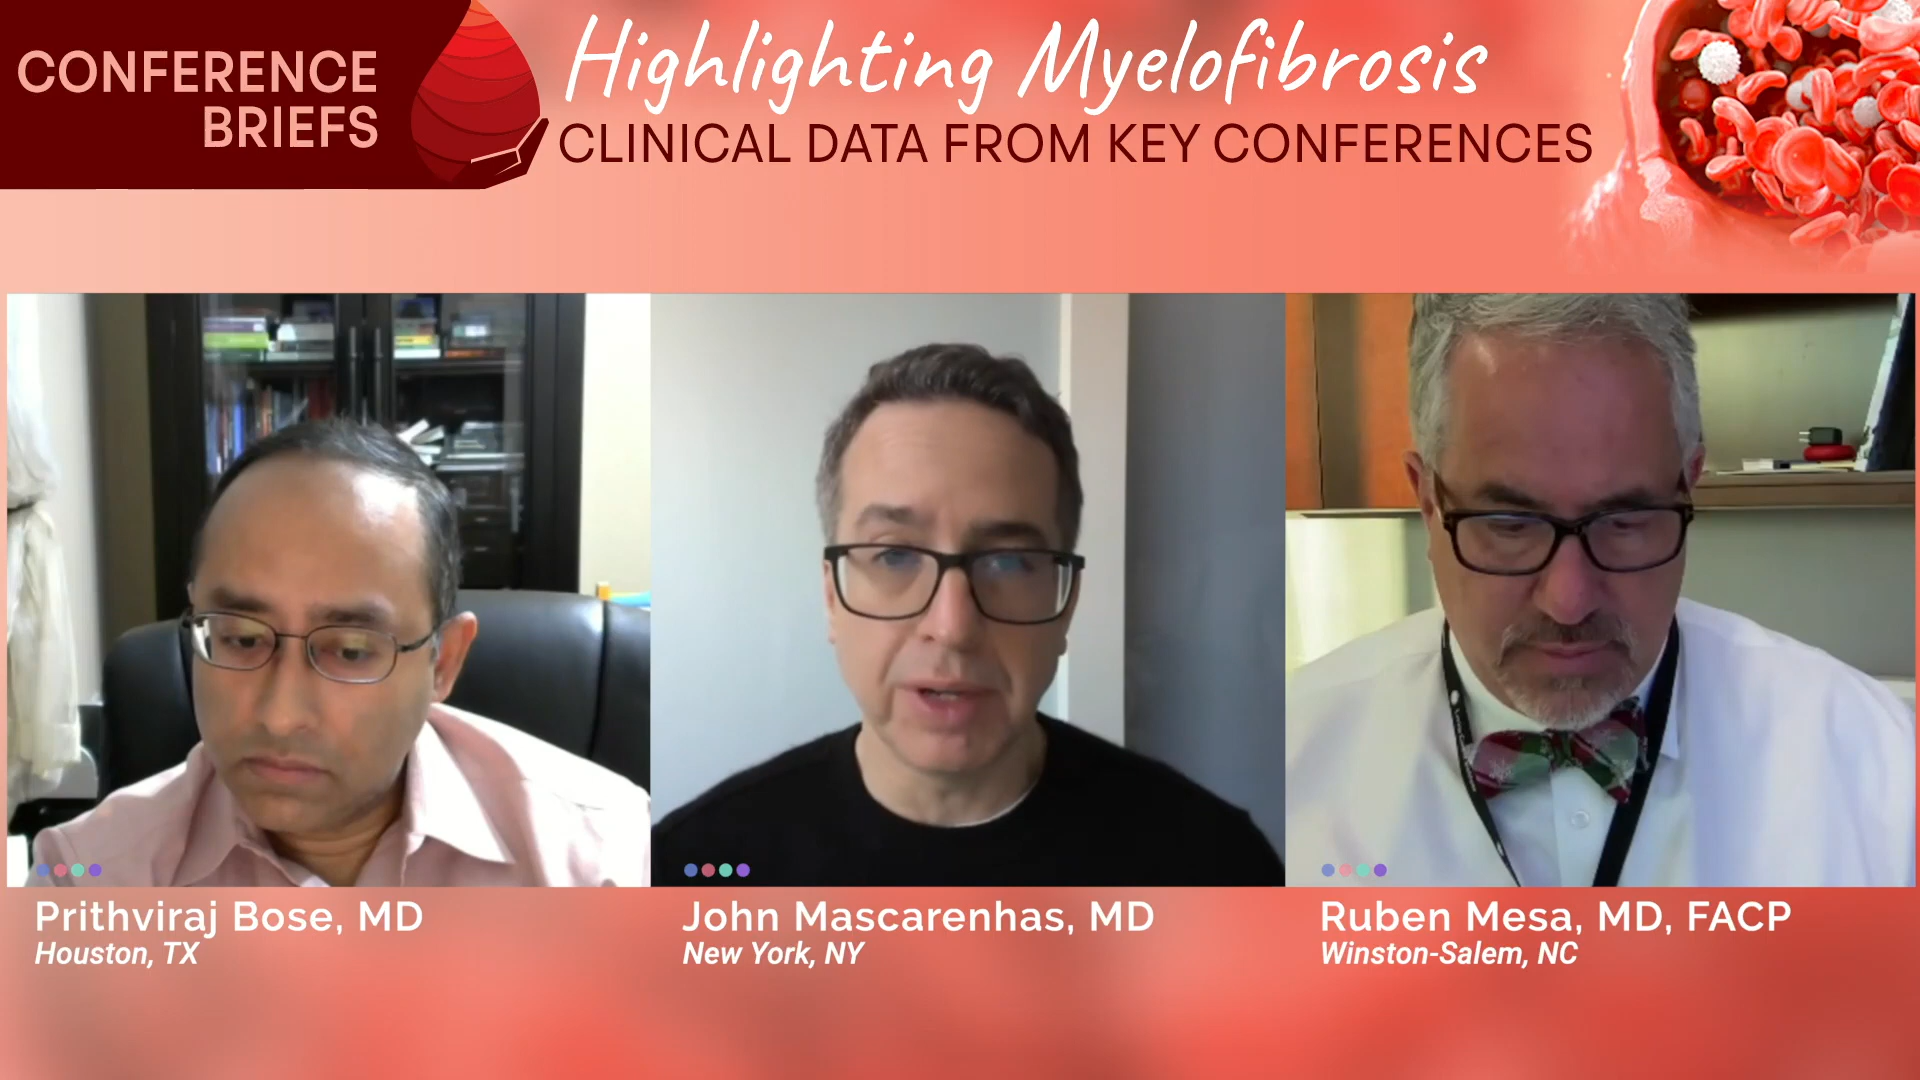 CONFERENCE
BRIEFS
Highlighting Myelofibrosis
CLINICAL DATA FROM KEY CONFERENCES
Prithviraj Bose, MD
Houston, TX
John Mascarenhas, MD
New York, NY
Ruben Mesa, MD, FACP
Winston-Salem, NC